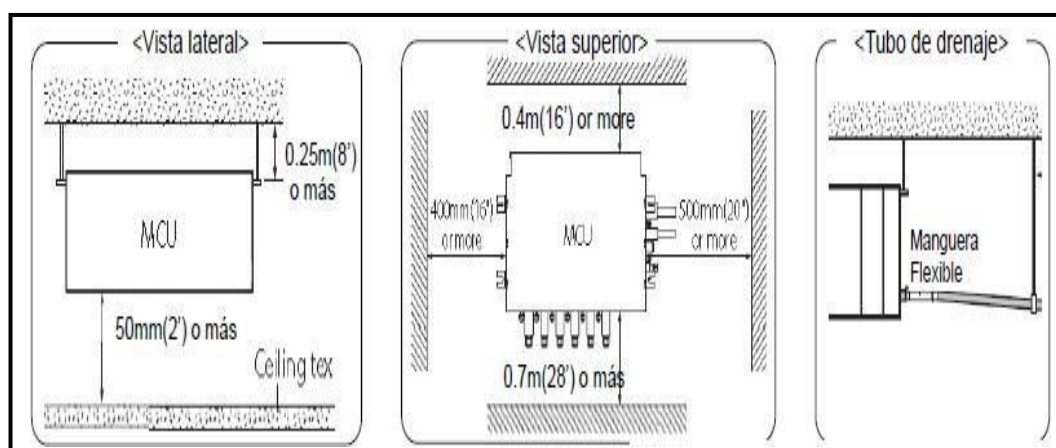 <Vista lateral>
0.25m(8')
o más
MCU
50mm(2') o más
Ceiling tex
<Vista superior>
0.4m(16') or more
400mm(16")
or more
MCU
500mm(20")
or more
0.7m(28') o más
<Tubo de drenaje>
Manguera
Flexible